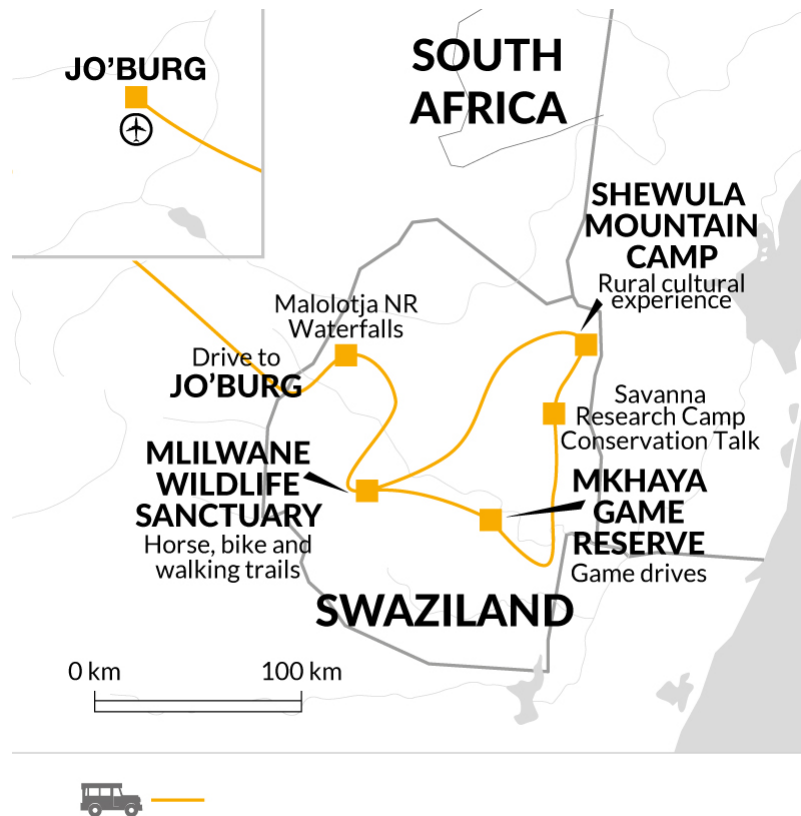 JO’BURG
SOUTH
AFRICA
SHEWULA
MOUNTAIN
CAMP
Rural cultural
experience
Malolotja NR
Waterfalls
Drive to
JO’BURG
Savanna
Research Camp
Conservation Talk
MLILWANE
WILDLIFE
SANCTUARY
Horse, bike and
walking trails
MKHAYA
GAME
RESERVE
Game drives
SWAZILAND
0 km
100 km